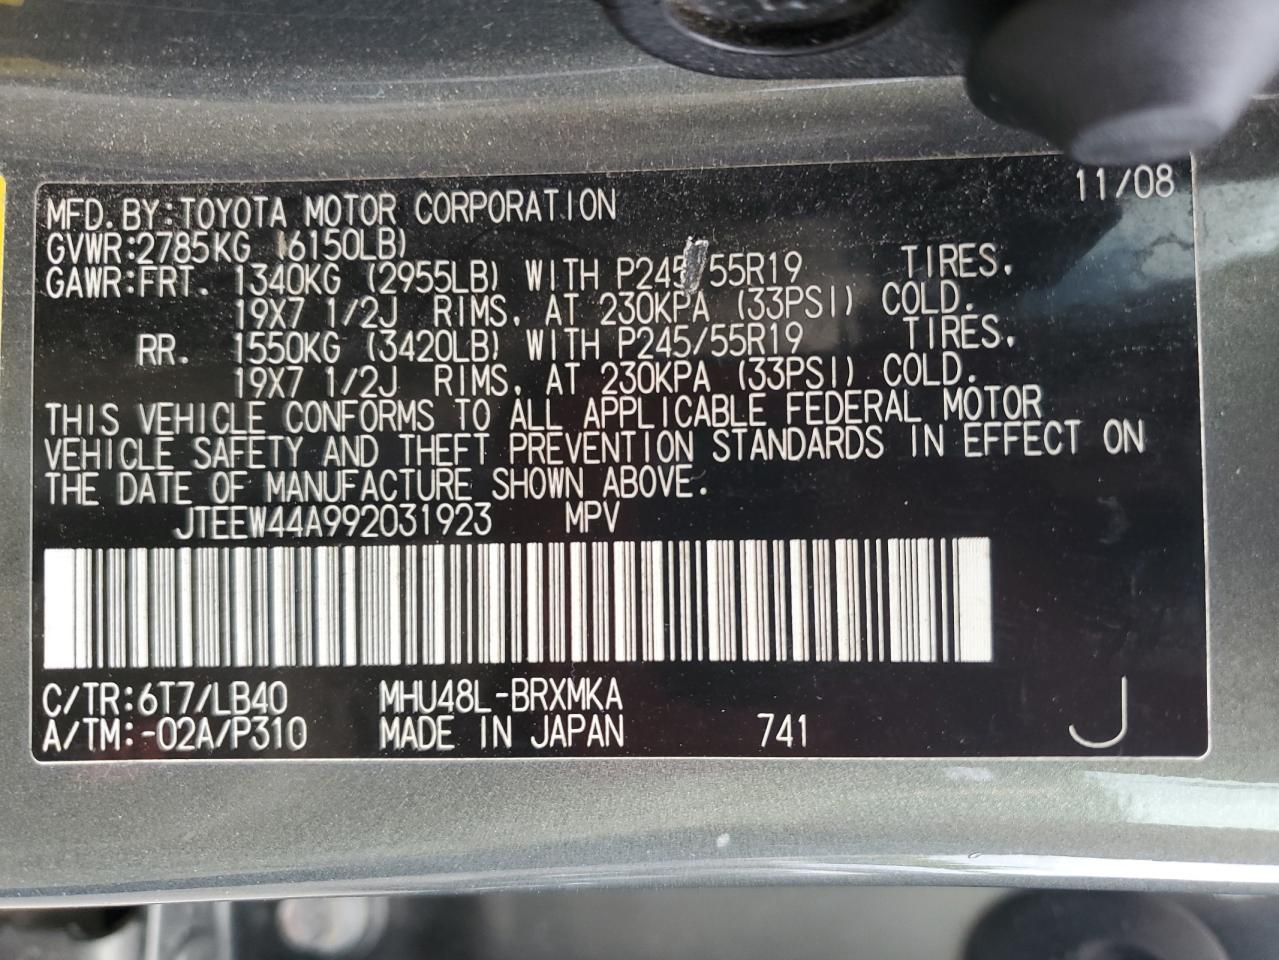 11/08
MFD. BY:TOYOTA MOTOR CORPORATION
GVWR:2785KG (6150LB)
GAWR:FRT. 1340KG (2955LB) WITH P245/55R19 TIRES.
19X7 1/2J RIMS, AT 230KPA (33PSI) COLD.
RR. 1550KG (3420LB) WITH P245/55R19 TIRES.
19X7 1/2J RIMS, AT 230KPA (33PSI) COLD.
THIS VEHICLE CONFORMS TO ALL APPLICABLE FEDERAL MOTOR
VEHICLE SAFETY AND THEFT PREVENTION STANDARDS IN EFFECT ON
THE DATE OF MANUFACTURE SHOWN ABOVE.
JTEEW44A992031923 MPV
C/TR:6T7/LB40 MHU48L-BRXMKA
A/TM:-02A/P310 MADE IN JAPAN 741 J